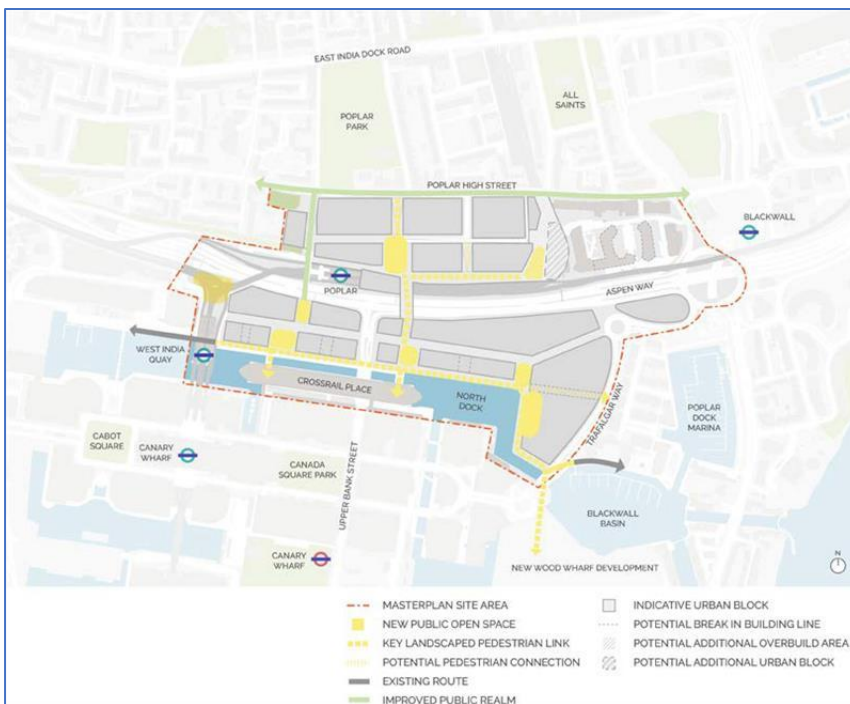 EAST INDIA DOCK ROAD
POPLAR
PARK
ALL
SAINTS
POPLAR HIGH STREET
BLACKWALL
POPLAR
ASPEN WAY
WEST INDIA
QUAY
CROSSRAIL PLACE
NORTH
DOCK
TRAFALGAR WAY
POPLAR
DOCK
MARINA
CABOT
SQUARE
CANARY
WHARF
CANADA
SQUARE PARK
UPPER BANK STREET
BLACKWALL
BASIN
CANARY
WHARF
NEW WOOD WHARF DEVELOPMENT
N
MASTERPLAN SITE AREA
NEW PUBLIC OPEN SPACE
KEY LANDSCAPED PEDESTRIAN LINK
POTENTIAL PEDESTRIAN CONNECTION
EXISTING ROUTE
IMPROVED PUBLIC REALM
INDICATIVE URBAN BLOCK
POTENTIAL BREAK IN BUILDING LINE
POTENTIAL ADDITIONAL OVERBUILD AREA
POTENTIAL ADDITIONAL URBAN BLOCK